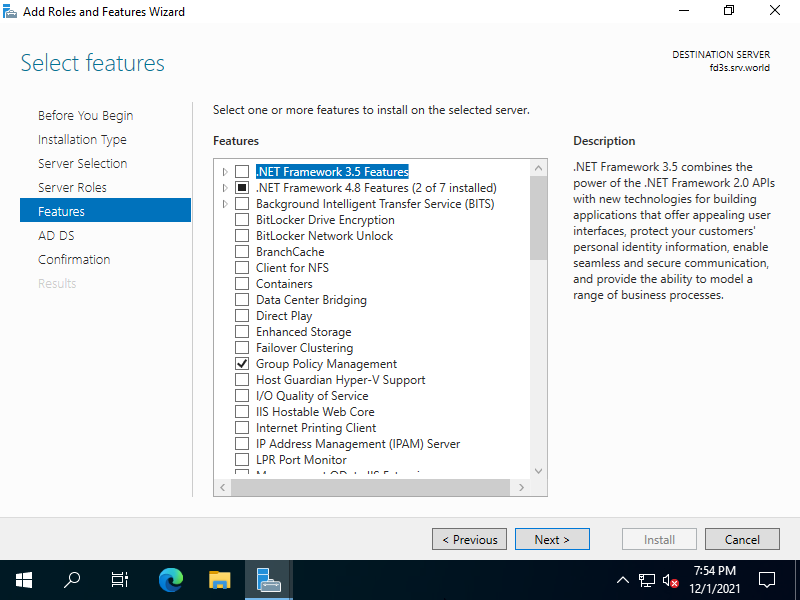 Add Roles and Features Wizard
Select features
DESTINATION SERVER
fd3s.srv.world
Before You Begin
Installation Type
Server Selection
Server Roles
Features
AD DS
Confirmation
Results
Select one or more features to install on the selected server.
Features
.NET Framework 3.5 Features
.NET Framework 4.8 Features (2 of 7 installed)
Background Intelligent Transfer Service (BITS)
BitLocker Drive Encryption
BitLocker Network Unlock
BranchCache
Client for NFS
Containers
Data Center Bridging
Direct Play
Enhanced Storage
Failover Clustering
Group Policy Management
Host Guardian Hyper-V Support
I/O Quality of Service
IIS Hostable Web Core
Internet Printing Client
IP Address Management (IPAM) Server
LPR Port Monitor
Description
.NET Framework 3.5 combines the
power of the .NET Framework 2.0 APIs
with new technologies for building
applications that offer appealing user
interfaces, protect your customers'
personal identity information, enable
seamless and secure communication,
and provide the ability to model a
range of business processes.
< Previous
Next >
Install
Cancel
7:54 PM
12/1/2021